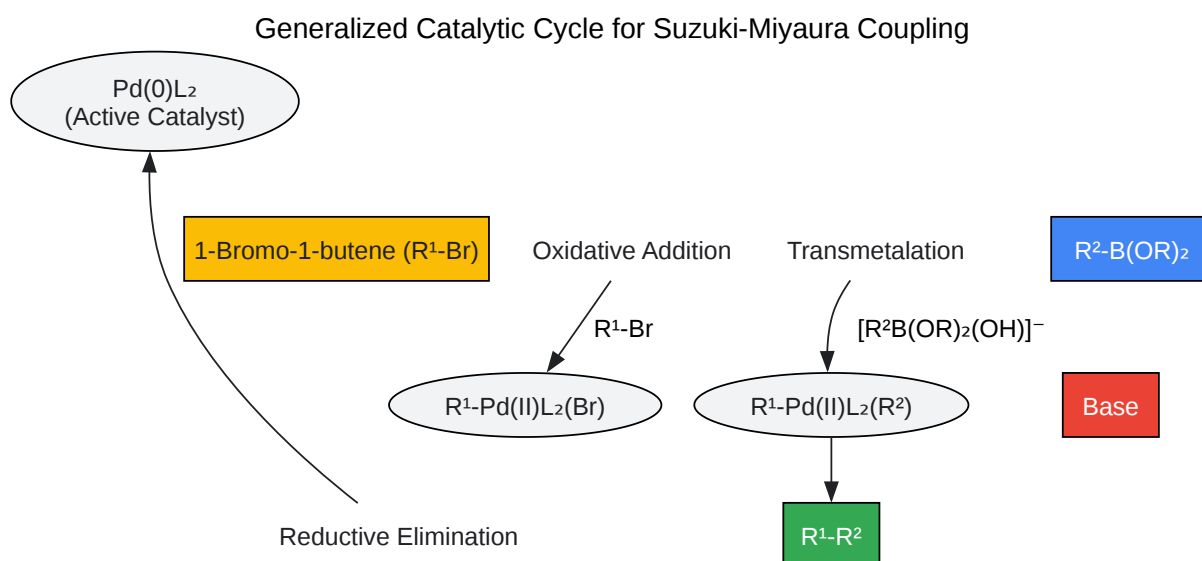 Generalized Catalytic Cycle for Suzuki-Miyaura Coupling
Pd(0)L₂
(Active Catalyst)
1-Bromo-1-butene (R¹-Br)
Oxidative Addition
Transmetalation
R²-B(OR)₂
R¹-Br
[R²B(OR)₂(OH)]⁻
R¹-Pd(II)L₂(Br)
R¹-Pd(II)L₂(R²)
Base
Reductive Elimination
R¹-R²